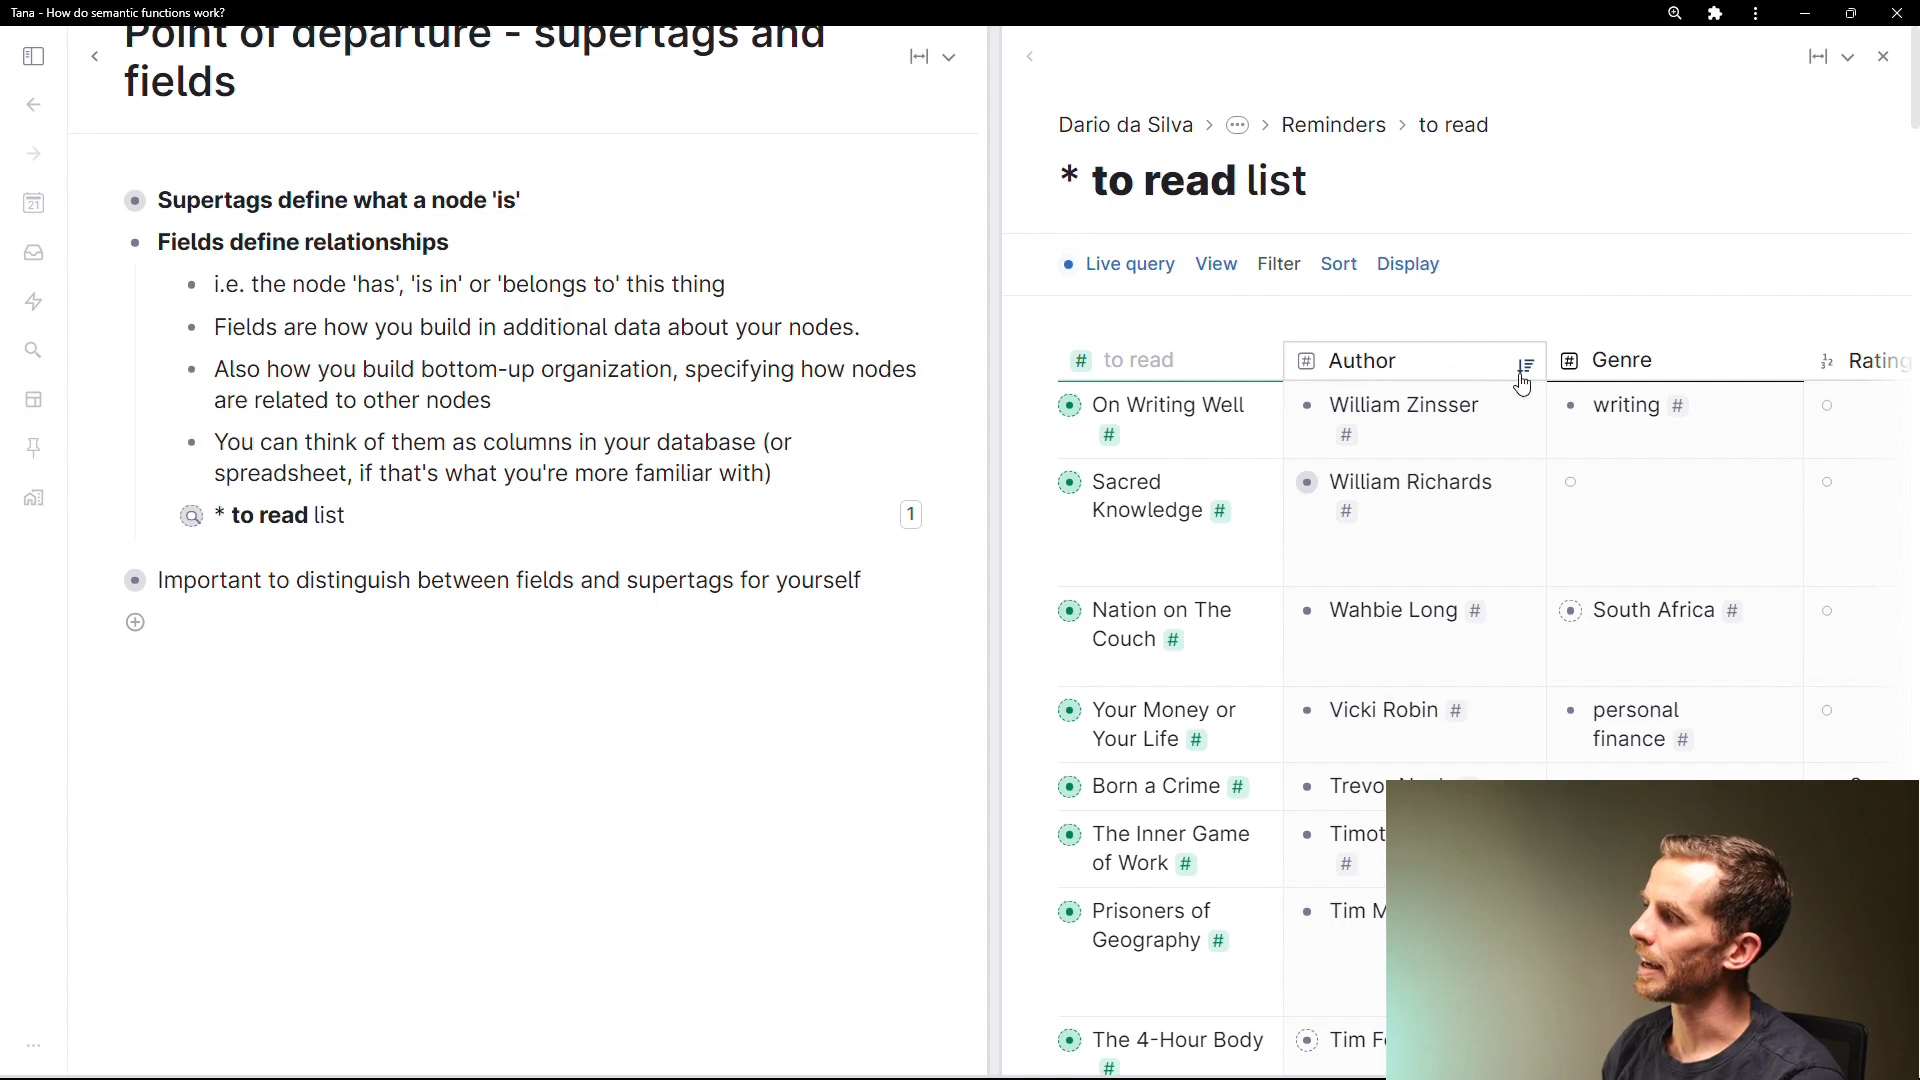 Tana - How do semantic functions work?
Point of departure - supertags and
fields
Supertags define what a node 'is'
Fields define relationships
i.e. the node 'has', 'is in' or 'belongs to' this thing
Fields are how you build in additional data about your nodes.
Also how you build bottom-up organization, specifying how nodes
are related to other nodes
You can think of them as columns in your database (or
spreadsheet, if that's what you're more familiar with)
* to read list
1
Important to distinguish between fields and supertags for yourself
21
Dario da Silva > ... > Reminders > to read
* to read list
Live query View Filter Sort Display
# to read
# Author
# Genre
Rating
On Writing Well
#
William Zinsser
#
writing #
Sacred
Knowledge #
William Richards
#
Nation on The
Couch #
Wahbie Long #
South Africa #
Your Money or
Your Life #
Vicki Robin #
personal
finance #
Born a Crime #
The Inner Game
of Work #
#
Prisoners of
Geography #
Tim
The 4-Hour Body
#
Tim